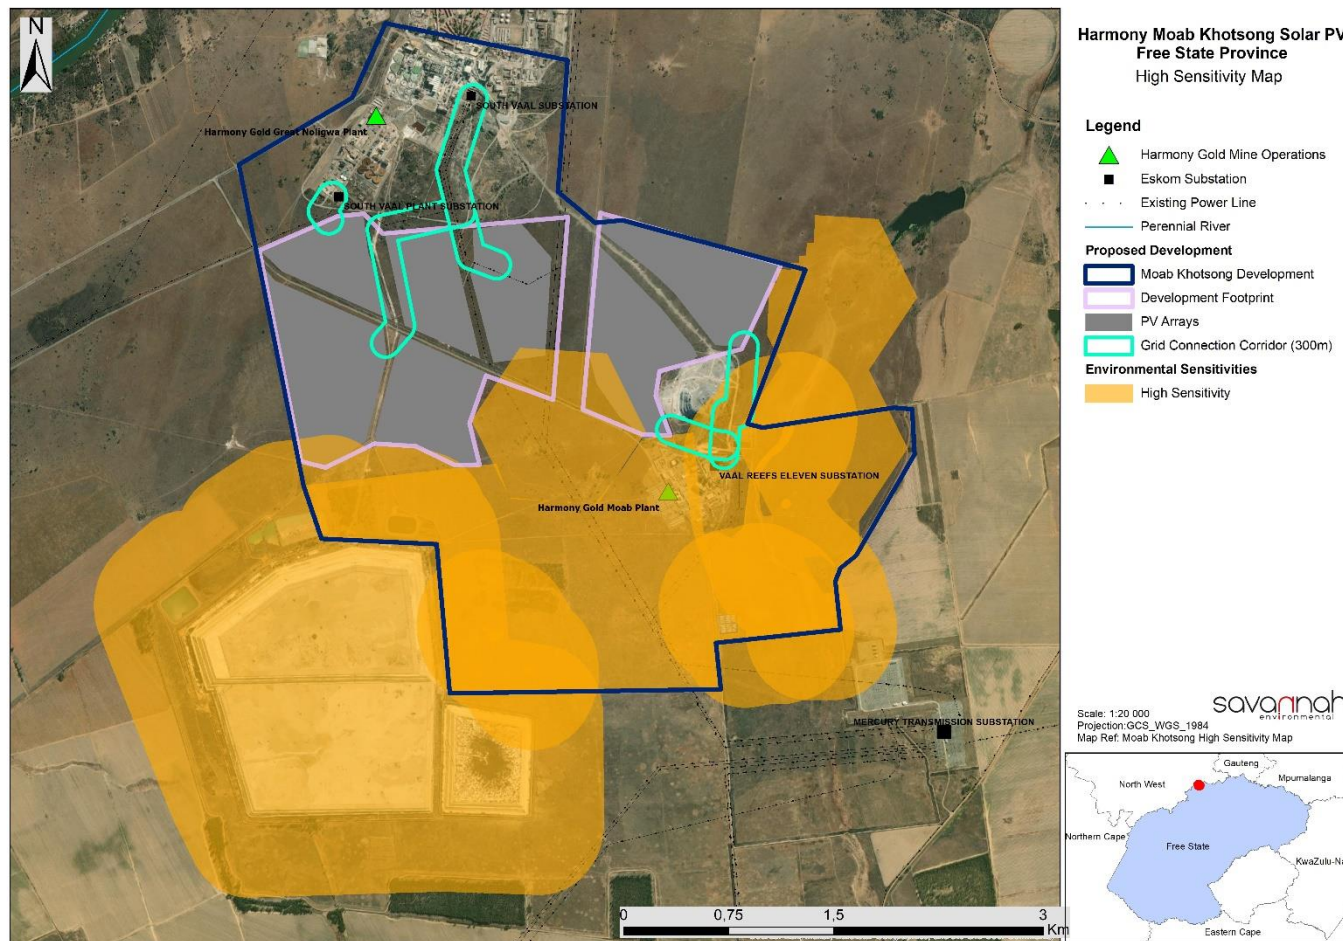 N
SOUTH VAAL SUBSTATION
Harmony Gold Great Noligwa Plant
SOUTH VAAL PLANT SUBSTATION
VAAL REEFS ELEVEN SUBSTATION
Harmony Gold Moab Plant
MERCURY TRANSMISSION SUBSTATION
0 0,75 1,5 3
Km
Harmony Moab Khotsong Solar PV
Free State Province
High Sensitivity Map
Legend
Harmony Gold Mine Operations
Eskom Substation
Existing Power Line
Perennial River
Proposed Development
Moab Khotsong Development
Development Footprint
PV Arrays
Grid Connection Corridor (300m)
Environmental Sensitivities
High Sensitivity
savannah
environmental
Scale: 1:20 000
Projection:GCS_WGS_1984
Map Ref: Moab Khotsong High Sensitivity Map
Gauteng
North West
Mpumalanga
Northern Cape
Free State
KwaZulu-Na
Eastern Cape